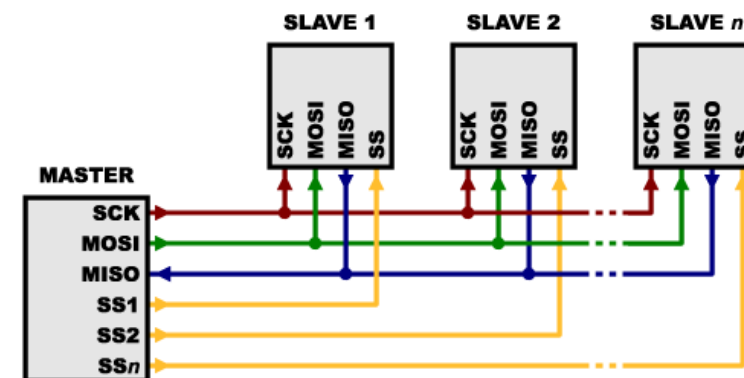 SLAVE 1
SLAVE 2
SLAVE n
SCK
MOSI
MISO
SS
SCK
MOSI
MISO
SS
SCK
MOSI
MISO
SS
MASTER
SCK
MOSI
MISO
SS1
SS2
SSn